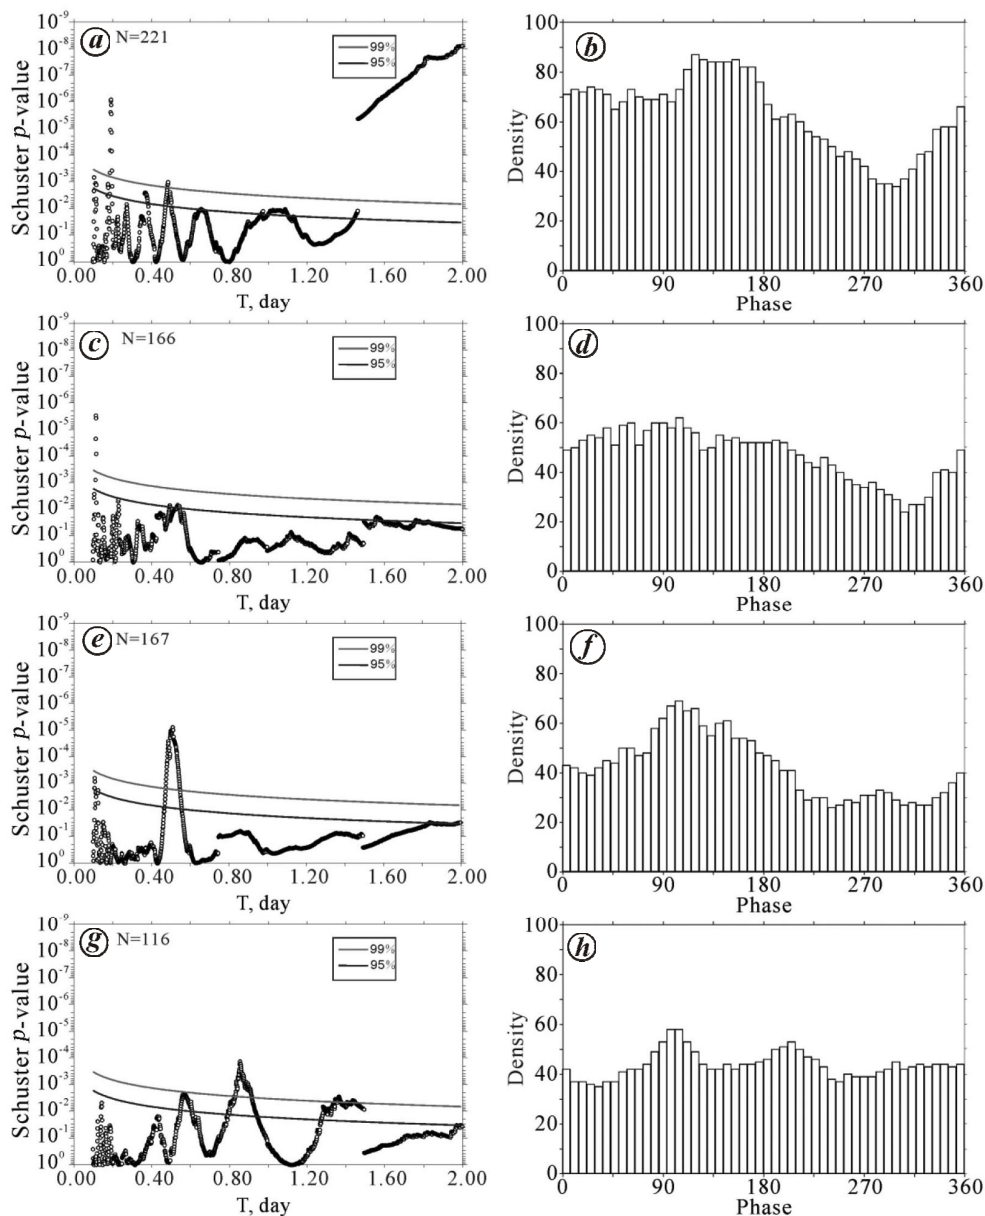 a N=221
99%
95%
10⁻⁹
10⁻⁸
10⁻⁷
10⁻⁶
10⁻⁵
10⁻⁴
10⁻³
10⁻²
10⁻¹
10⁰
Schuster p-value
0.00 0.40 0.80 1.20 1.60 2.00
T, day
b
100
80
60
40
20
0
Density
0 90 180 270 360
Phase
c N=166
99%
95%
10⁻⁹
10⁻⁸
10⁻⁷
10⁻⁶
10⁻⁵
10⁻⁴
10⁻³
10⁻²
10⁻¹
10⁰
Schuster p-value
0.00 0.40 0.80 1.20 1.60 2.00
T, day
d
100
80
60
40
20
0
Density
0 90 180 270 360
Phase
e N=167
99%
95%
10⁻⁹
10⁻⁸
10⁻⁷
10⁻⁶
10⁻⁵
10⁻⁴
10⁻³
10⁻²
10⁻¹
10⁰
Schuster p-value
0.00 0.40 0.80 1.20 1.60 2.00
T, day
f
100
80
60
40
20
0
Density
0 90 180 270 360
Phase
g N=116
99%
95%
10⁻⁹
10⁻⁸
10⁻⁷
10⁻⁶
10⁻⁵
10⁻⁴
10⁻³
10⁻²
10⁻¹
10⁰
Schuster p-value
0.00 0.40 0.80 1.20 1.60 2.00
T, day
h
100
80
60
40
20
0
Density
0 90 180 270 360
Phase